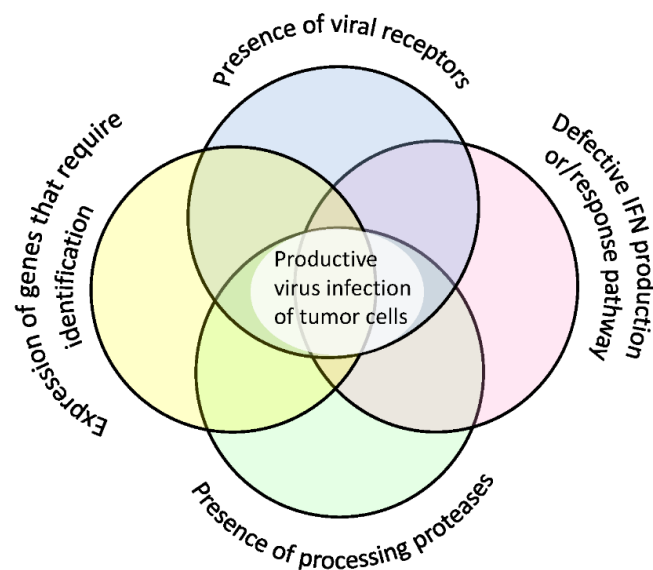 Presence of viral receptors
Expression of genes that require
identification
Defective IFN production
or/response pathway
Productive
virus infection
of tumor cells
Presence of processing proteases